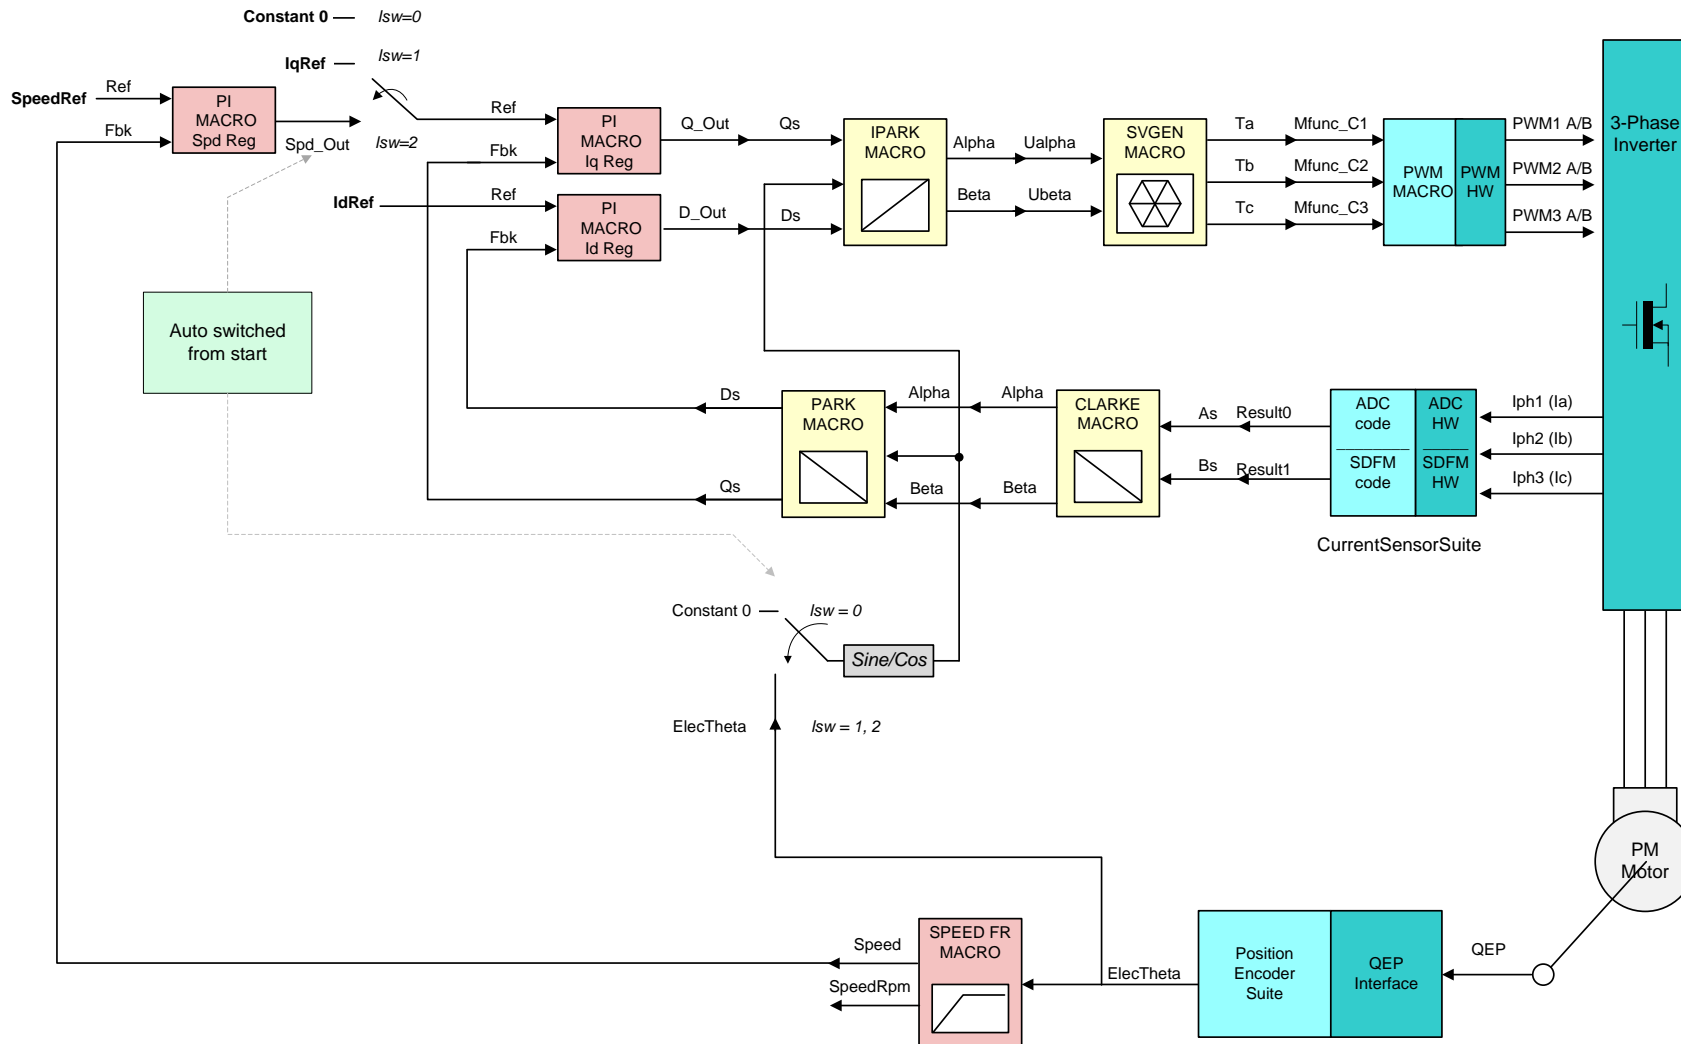 Constant 0
Isw=0
IqRef
Isw=1
SpeedRef
Ref
Fbk
PI
MACRO
Spd Reg
Spd_Out
Isw=2
Ref
Fbk
PI
MACRO
Iq Reg
Q_Out
Qs
IdRef
Ref
Fbk
PI
MACRO
Id Reg
D_Out
Ds
IPARK
MACRO
Alpha
Ualpha
Beta
Ubeta
SVGEN
MACRO
Ta
Mfunc_C1
Tb
Mfunc_C2
Tc
Mfunc_C3
PWM
MACRO
PWM
HW
PWM1 A/B
PWM2 A/B
PWM3 A/B
3-Phase
Inverter
Auto switched
from start
Ds
Qs
PARK
MACRO
Alpha
Alpha
Beta
Beta
CLARKE
MACRO
As
Result0
Bs
Result1
ADC
code
ADC
HW
SDFM
code
SDFM
HW
Iph1 (Ia)
Iph2 (Ib)
Iph3 (Ic)
CurrentSensorSuite
Constant 0
Isw = 0
Sine/Cos
ElecTheta
Isw = 1, 2
PM
Motor
Speed
SpeedRpm
SPEED FR
MACRO
ElecTheta
Position
Encoder
Suite
QEP
Interface
QEP